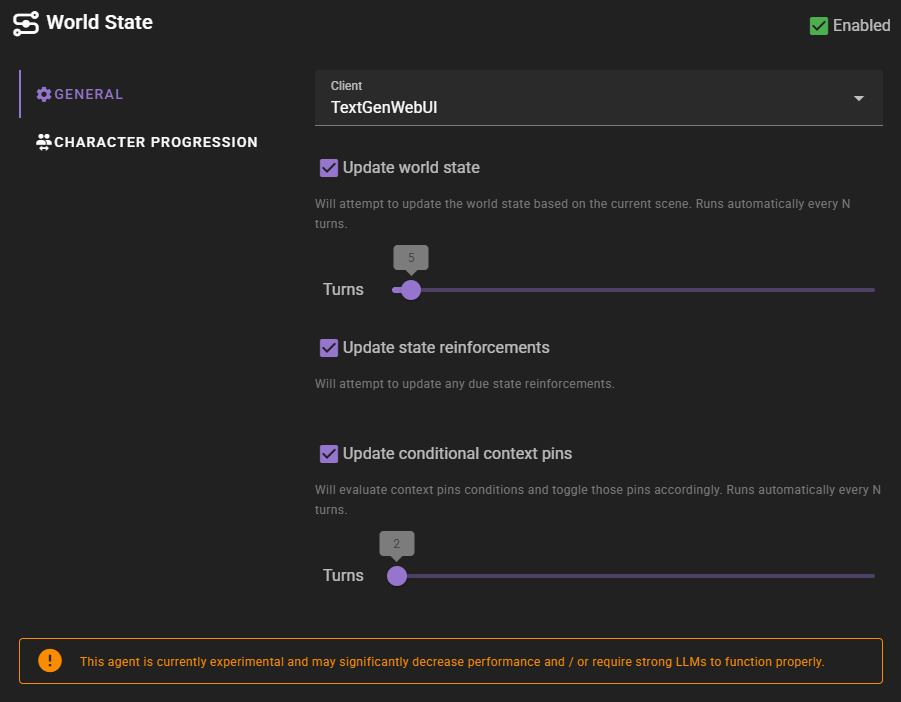 World State
Enabled
GENERAL
CHARACTER PROGRESSION
Client
TextGenWebUI
Update world state
Will attempt to update the world state based on the current scene. Runs automatically every N
turns.
5
Turns
Update state reinforcements
Will attempt to update any due state reinforcements.
Update conditional context pins
Will evaluate context pins conditions and toggle those pins accordingly. Runs automatically every N
turns.
2
Turns
This agent is currently experimental and may significantly decrease performance and / or require strong LLMs to function properly.